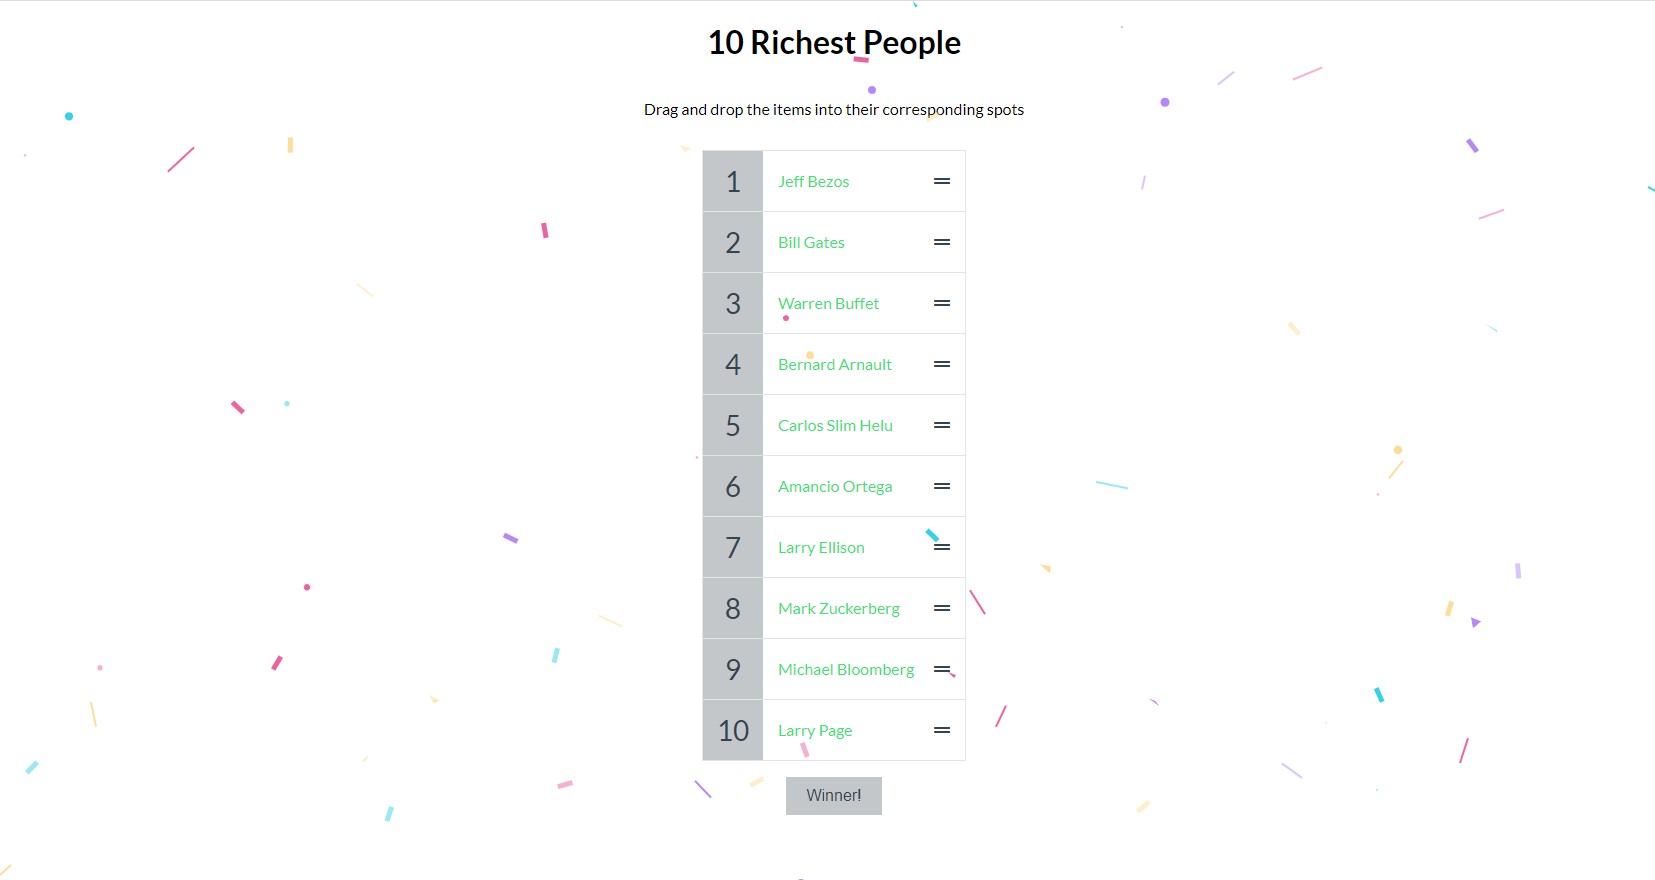 10 Richest People
Drag and drop the items into their corresponding spots
1 Jeff Bezos
2 Bill Gates
3 Warren Buffet
4 Bernard Arnault
5 Carlos Slim Helu
6 Amancio Ortega
7 Larry Ellison
8 Mark Zuckerberg
9 Michael Bloomberg
10 Larry Page
Winner!